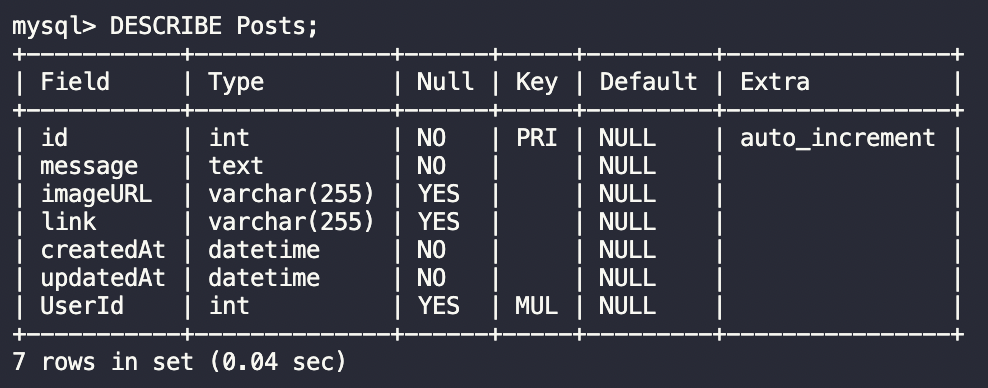 mysql> DESCRIBE Posts;
+-----------+--------------+------+-----+---------+----------------+
| Field     | Type         | Null | Key | Default | Extra          |
+-----------+--------------+------+-----+---------+----------------+
| id        | int          | NO   | PRI | NULL    | auto_increment |
| message   | text         | NO   |     | NULL    |                |
| imageURL  | varchar(255) | YES  |     | NULL    |                |
| link      | varchar(255) | YES  |     | NULL    |                |
| createdAt | datetime     | NO   |     | NULL    |                |
| updatedAt | datetime     | NO   |     | NULL    |                |
| UserId    | int          | YES  | MUL | NULL    |                |
+-----------+--------------+------+-----+---------+----------------+
7 rows in set (0.04 sec)